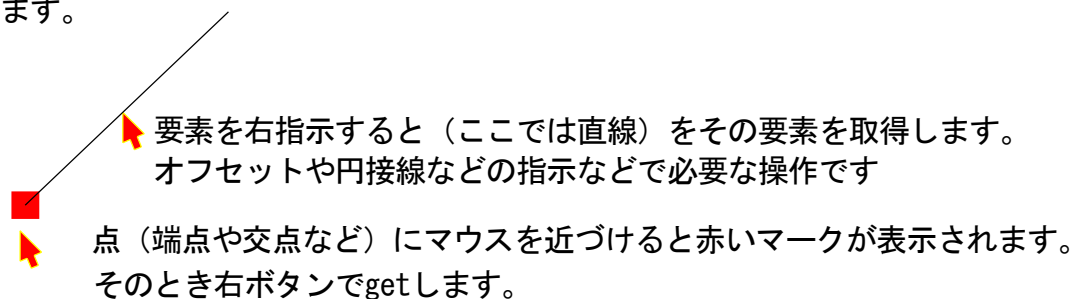 ます。
要素を右指示すると（ここでは直線）をその要素を取得します。
オフセットや円接線などの指示などで必要な操作です
点（端点や交点など）にマウスを近づけると赤いマークが表示されます。
そのとき右ボタンでgetします。